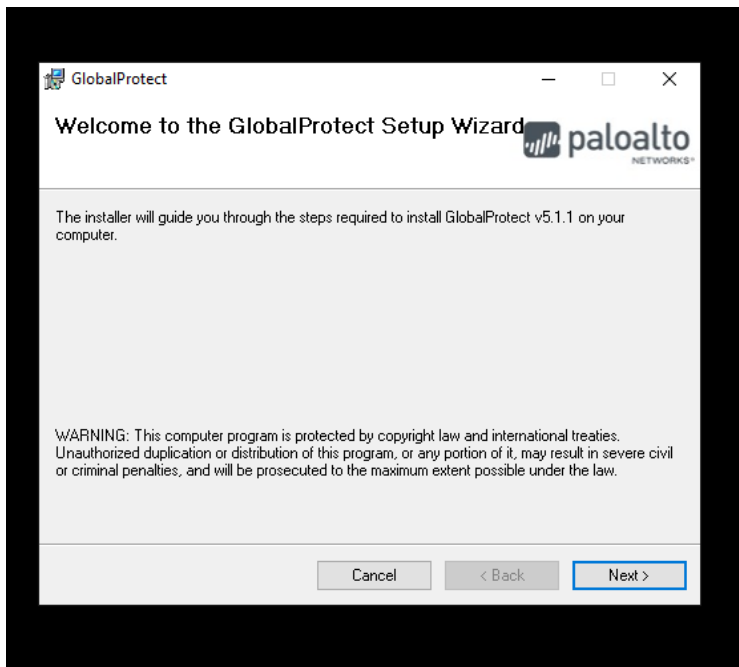 GlobalProtect
Welcome to the GlobalProtect Setup Wizard
paloalto
NETWORKS
The installer will guide you through the steps required to install GlobalProtect v5.1.1 on your
computer.
WARNING: This computer program is protected by copyright law and international treaties.
Unauthorized duplication or distribution of this program, or any portion of it, may result in severe civil
or criminal penalties, and will be prosecuted to the maximum extent possible under the law.
Cancel
< Back
Next >